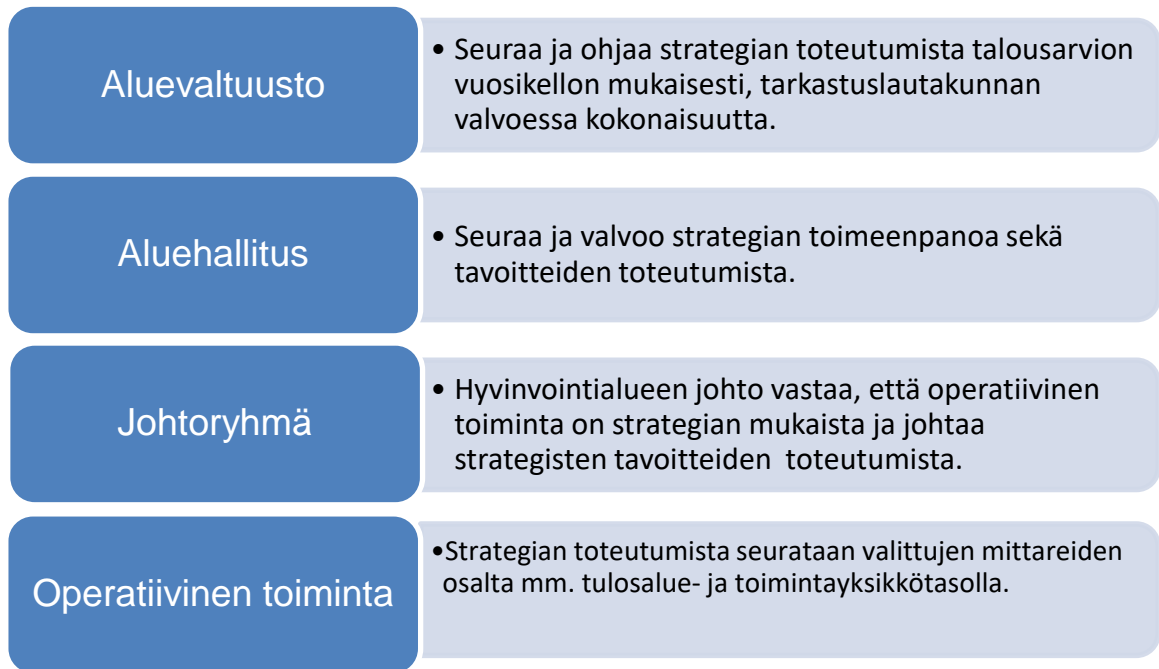 Aluevaltuusto
• Seuraa ja ohjaa strategian toteutumista talousarvion
vuosikellon mukaisesti, tarkastuslautakunnan
valvoessa kokonaisuutta.
Aluehallitus
• Seuraa ja valvoo strategian toimeenpanoa sekä
tavoitteiden toteutumista.
Johtoryhmä
• Hyvinvointialueen johto vastaa, että operatiivinen
toiminta on strategian mukaista ja johtaa
strategisten tavoitteiden toteutumista.
Operatiivinen toiminta
•Strategian toteutumista seurataan valittujen mittareiden
osalta mm. tulosalue- ja toimintayksikkötasolla.